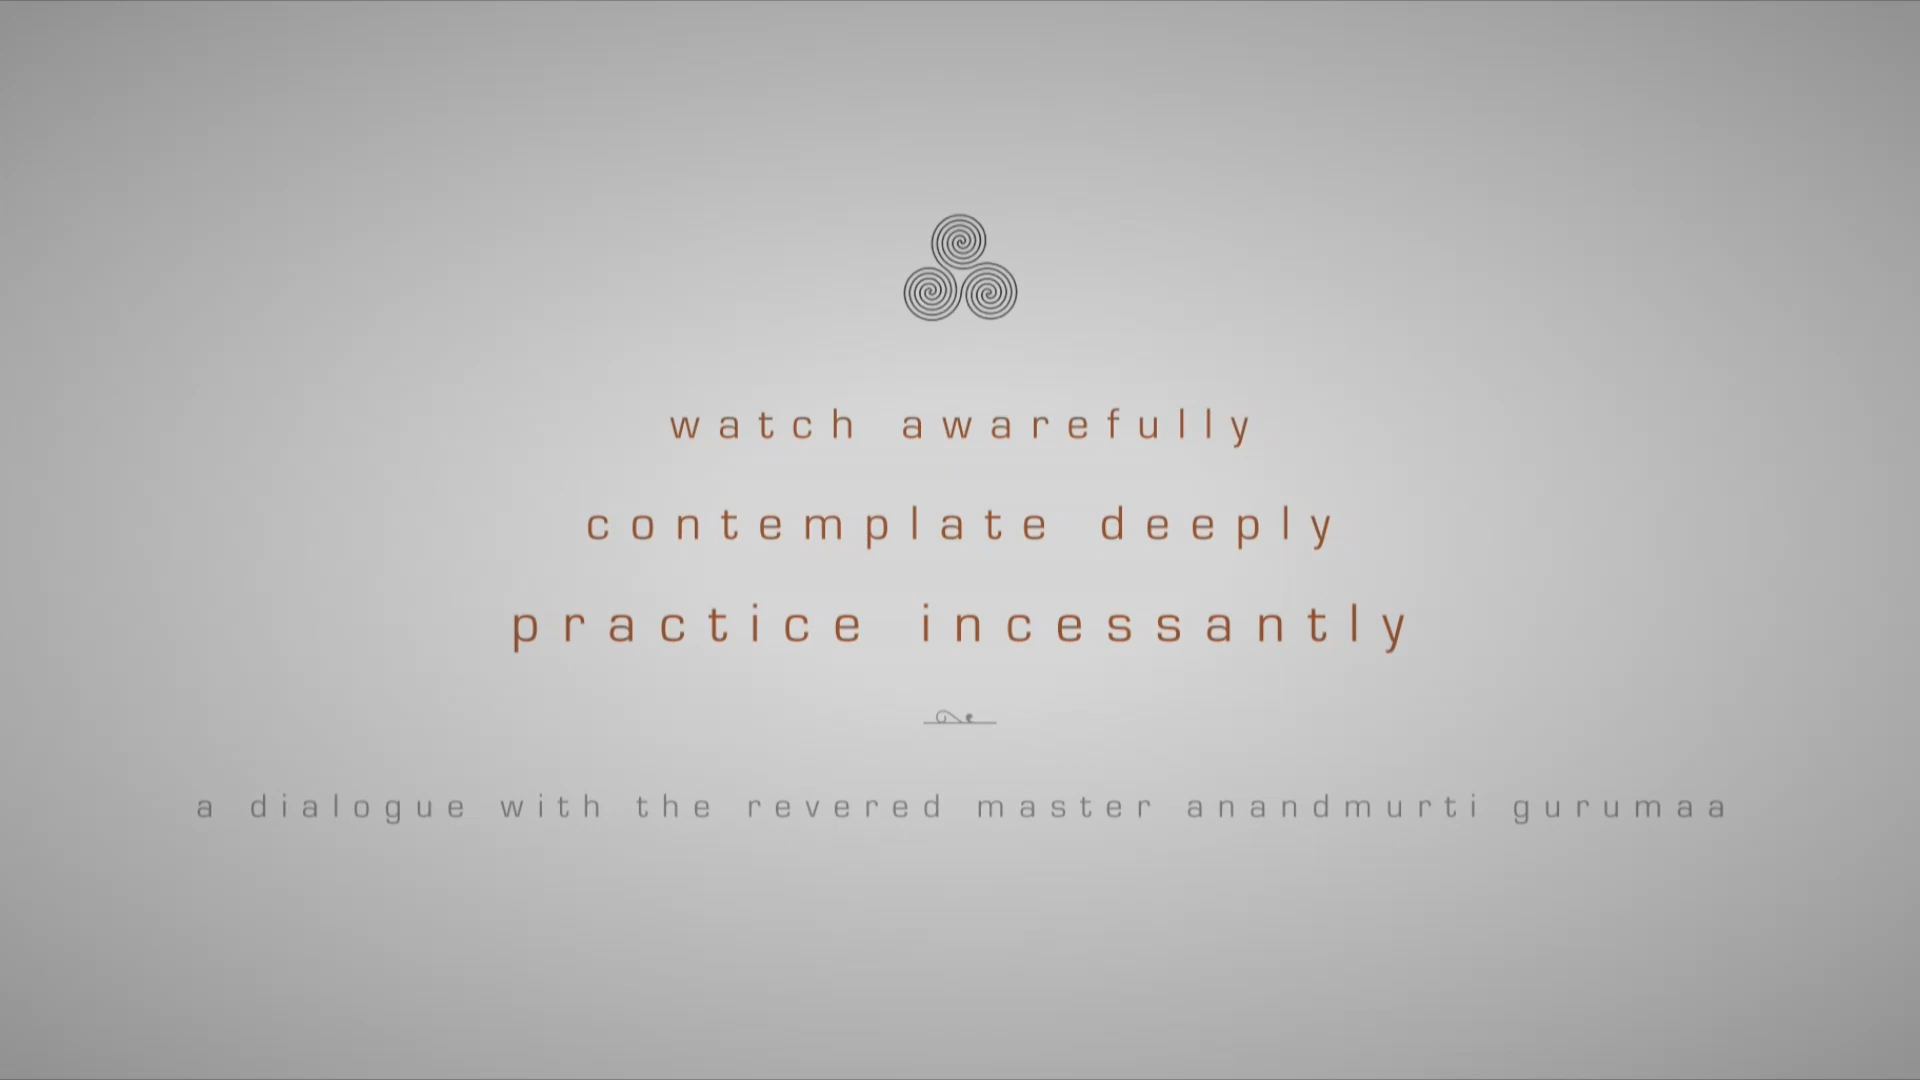 watch awarefully
contemplate deeply
practice incessantly
a dialogue with the revered master anandmurti gurumaa